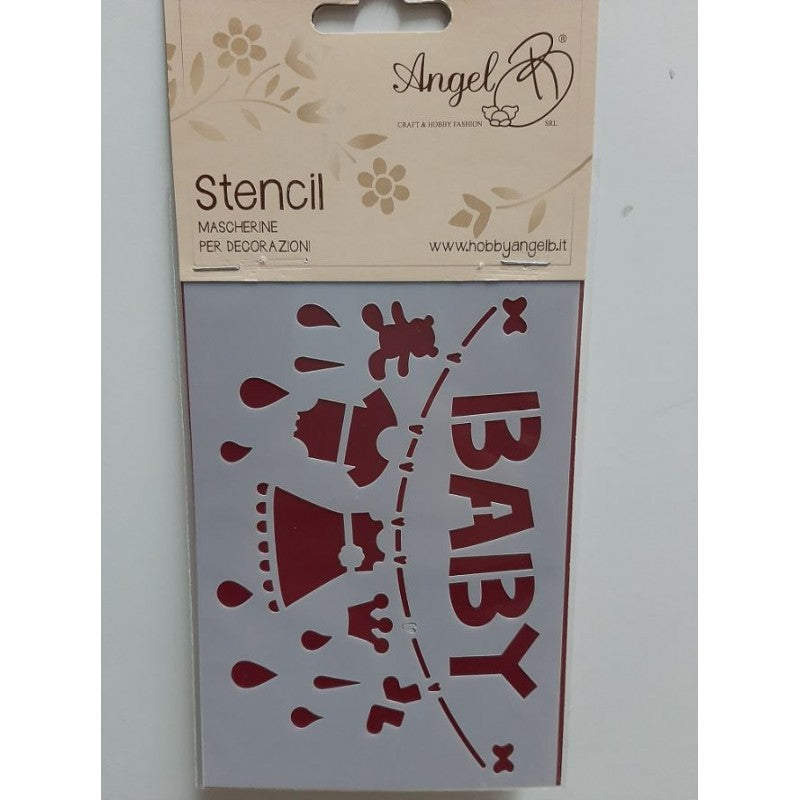 Angel B ®
CRAFT & HOBBY FASHION SRL
Stencil
MASCHERINE
PER DECORAZIONI
www.hobbyangelb.it
BABY